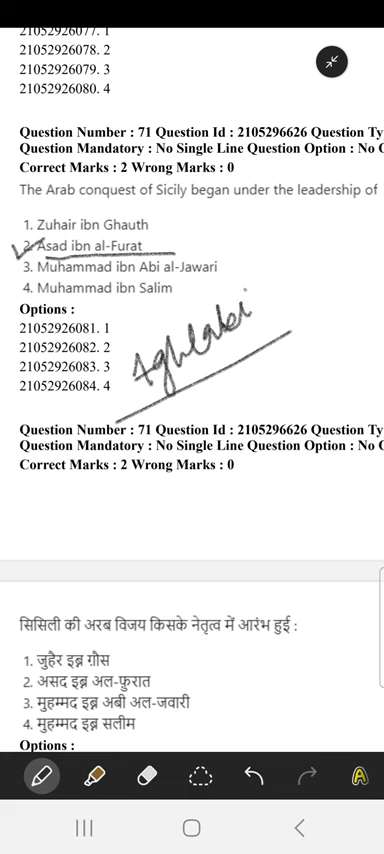 21052926077. 1
21052926078. 2
21052926079. 3
21052926080. 4
Question Number : 71 Question Id : 2105296626 Question Ty
Question Mandatory : No Single Line Question Option : No O
Correct Marks : 2 Wrong Marks : 0
The Arab conquest of Sicily began under the leadership of
1. Zuhair ibn Ghauth
2. Asad ibn al-Furat
3. Muhammad ibn Abi al-Jawari
4. Muhammad ibn Salim
Options :
21052926081. 1
21052926082. 2
21052926083. 3
21052926084. 4
Aghlabi
Question Number : 71 Question Id : 2105296626 Question Ty
Question Mandatory : No Single Line Question Option : No O
Correct Marks : 2 Wrong Marks : 0
सिसिली की अरब विजय किसके नेतृत्व में आरंभ हुई :
1. जुहैर इब्न ग़ौस
2. असद इब्न अल-फ़ुरात
3. मुहम्मद इब्न अबी अल-जवारी
4. मुहम्मद इब्न सलीम
Options :
A